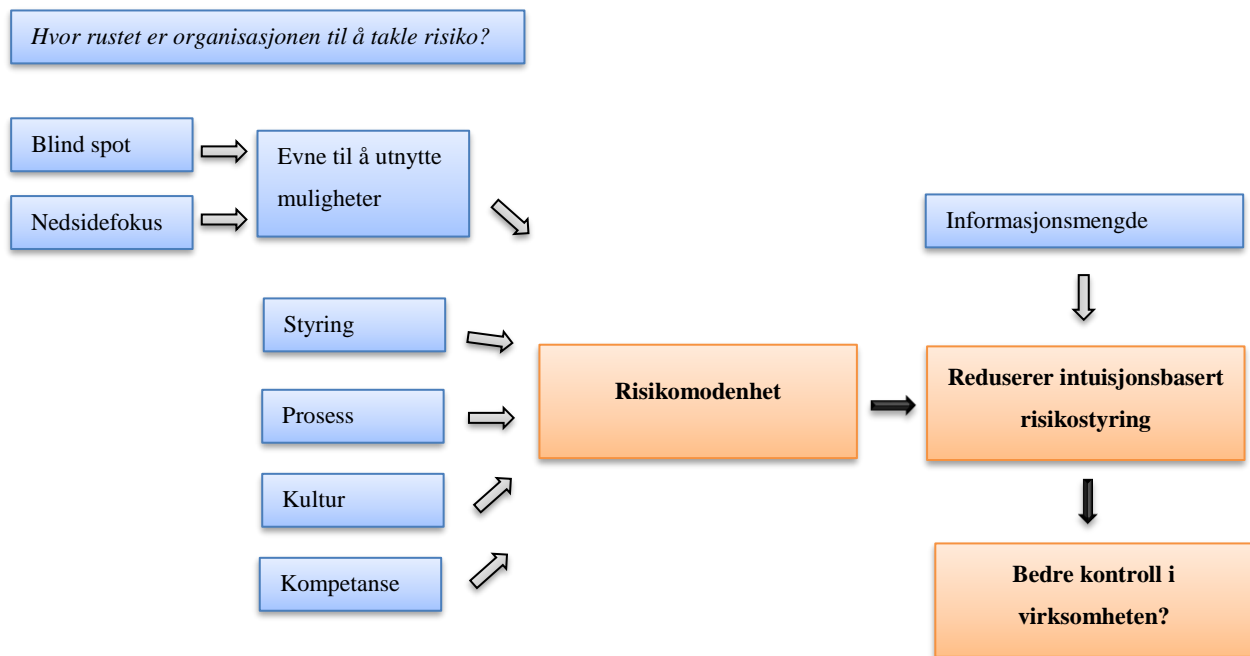 Hvor rustet er organisasjonen til å takle risiko?
Blind spot
Evne til å utnytte
muligheter
Nedsidefokus
Informasjonsmengde
Styring
Risikomodenhet
Reduserer intuisjonsbasert
risikostyring
Prosess
Kultur
Kompetanse
Bedre kontroll i
virksomheten?